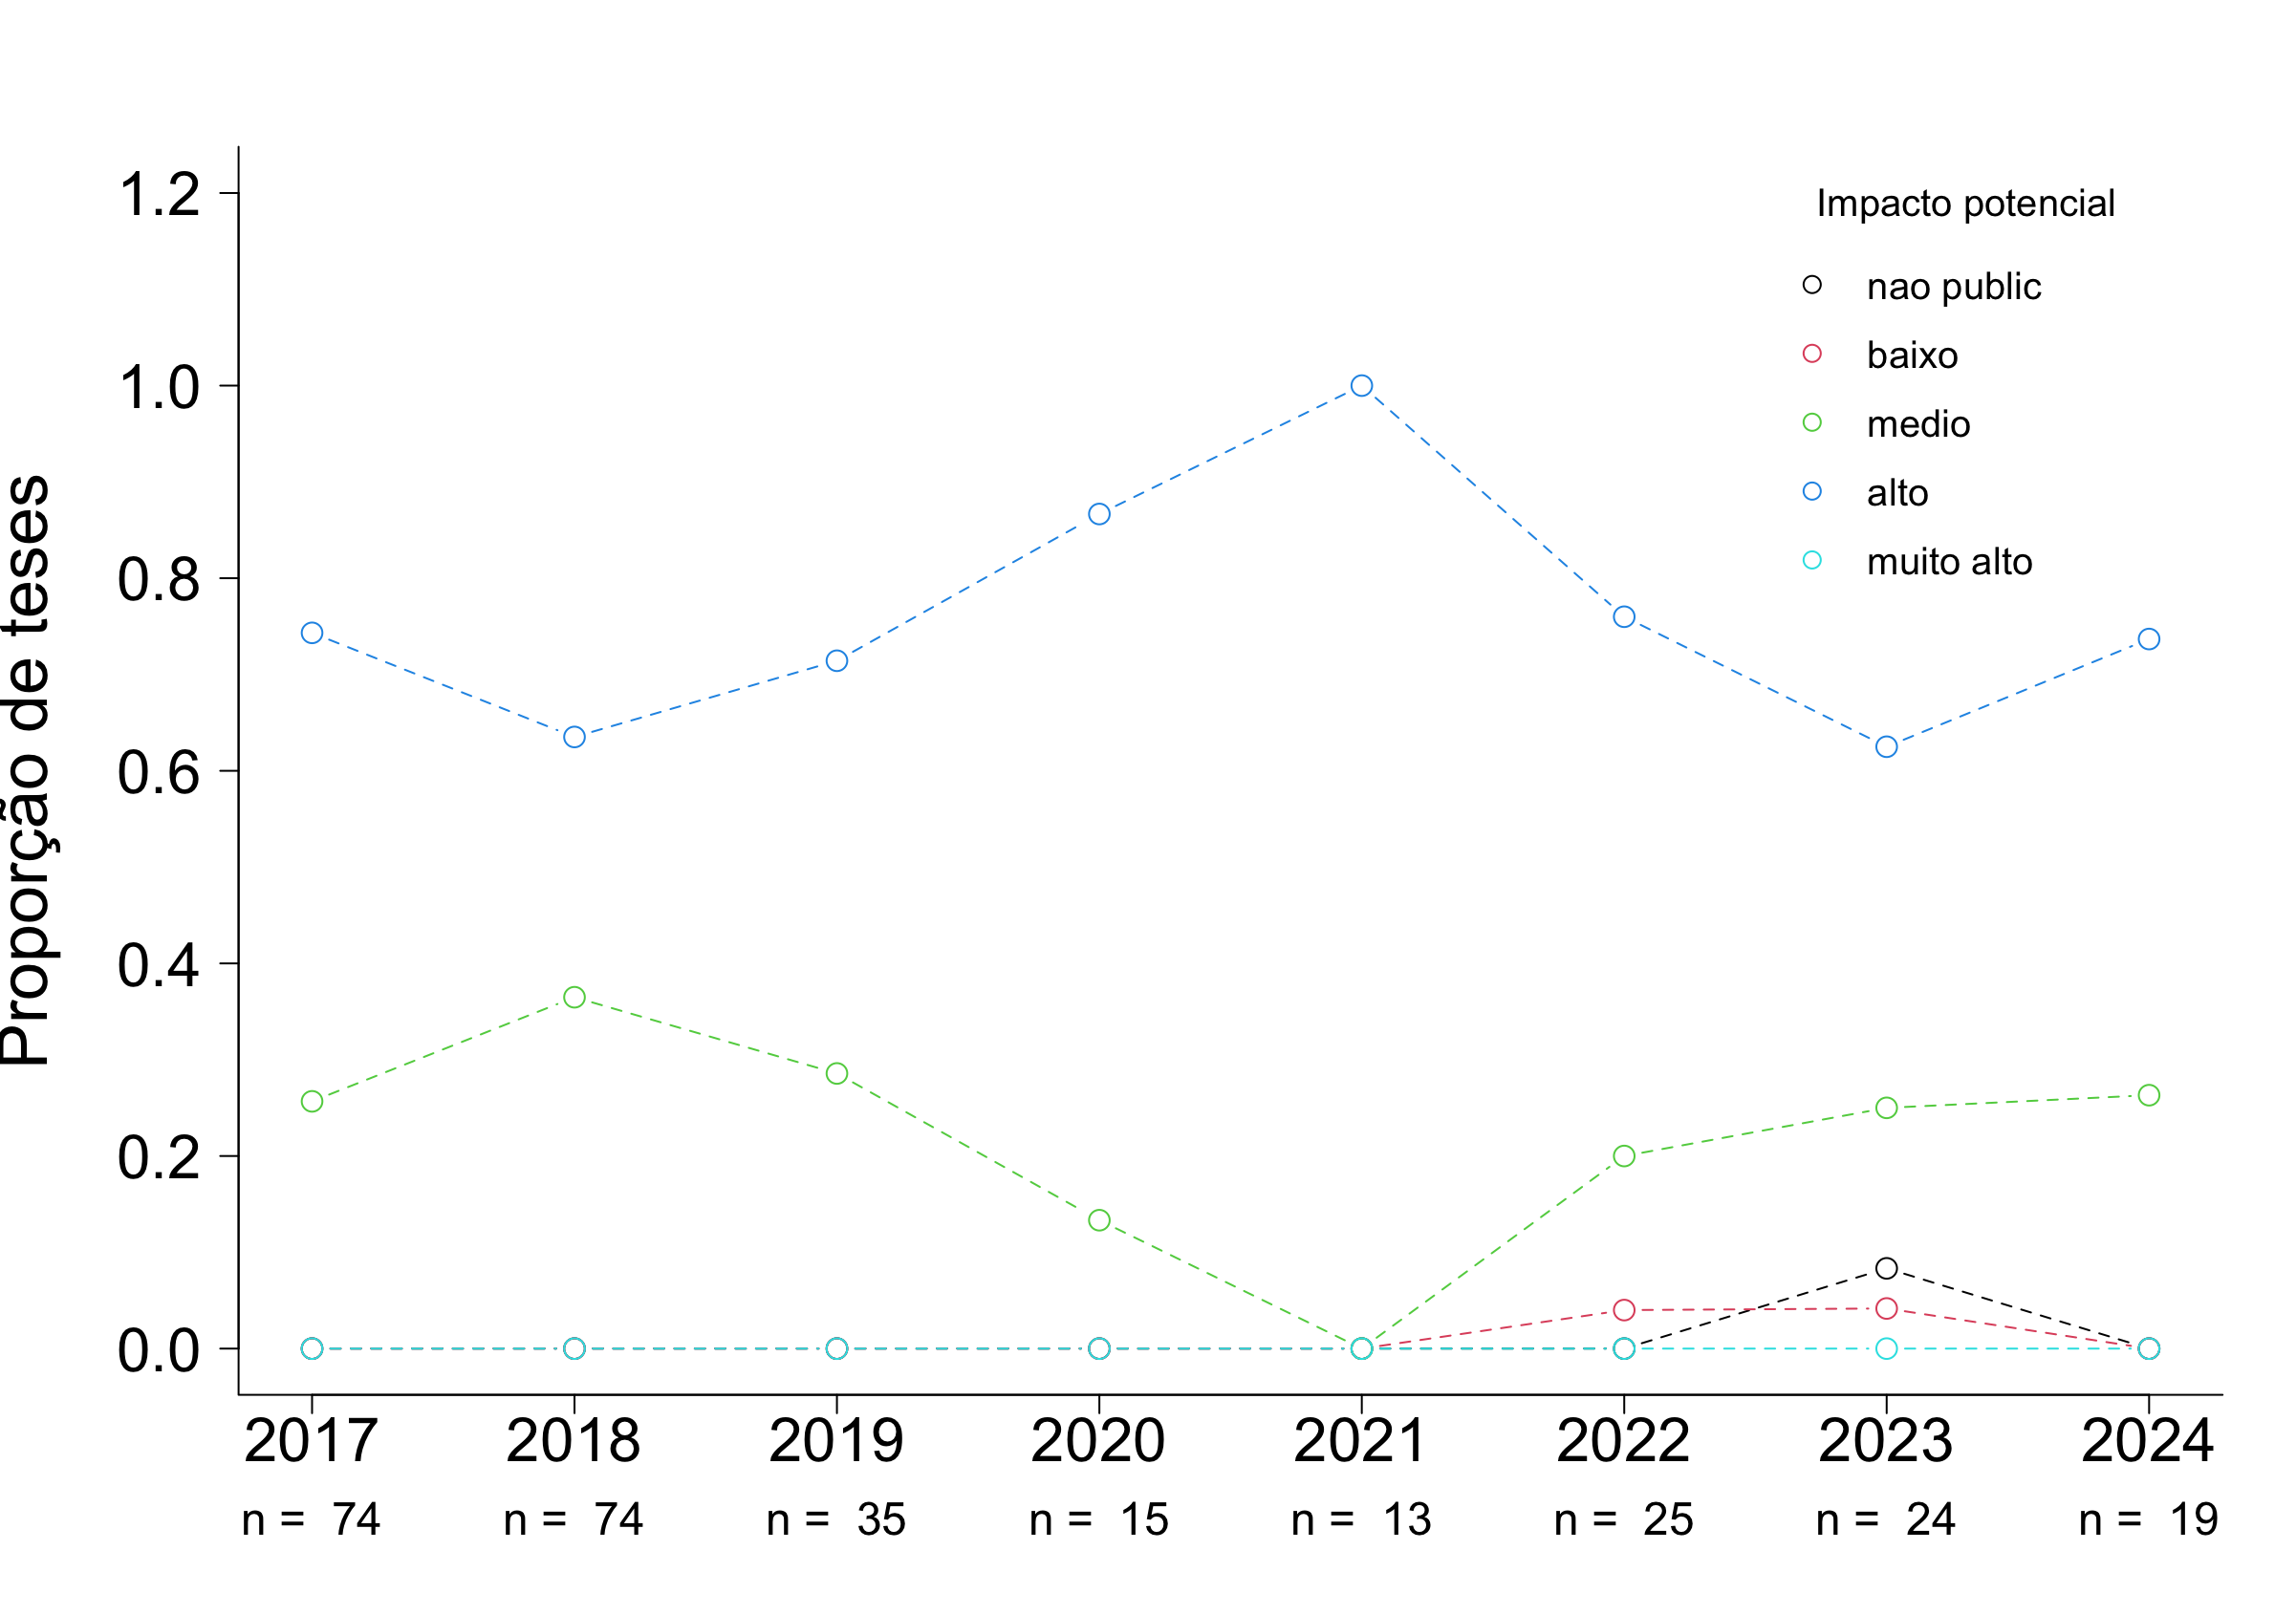 Proporção de teses
1.2
1.0
0.8
0.6
0.4
0.2
0.0
Impacto potencial
nao public
baixo
medio
alto
muito alto
2017 2018 2019 2020 2021 2022 2023 2024
n = 74 n = 74 n = 35 n = 15 n = 13 n = 25 n = 24 n = 19